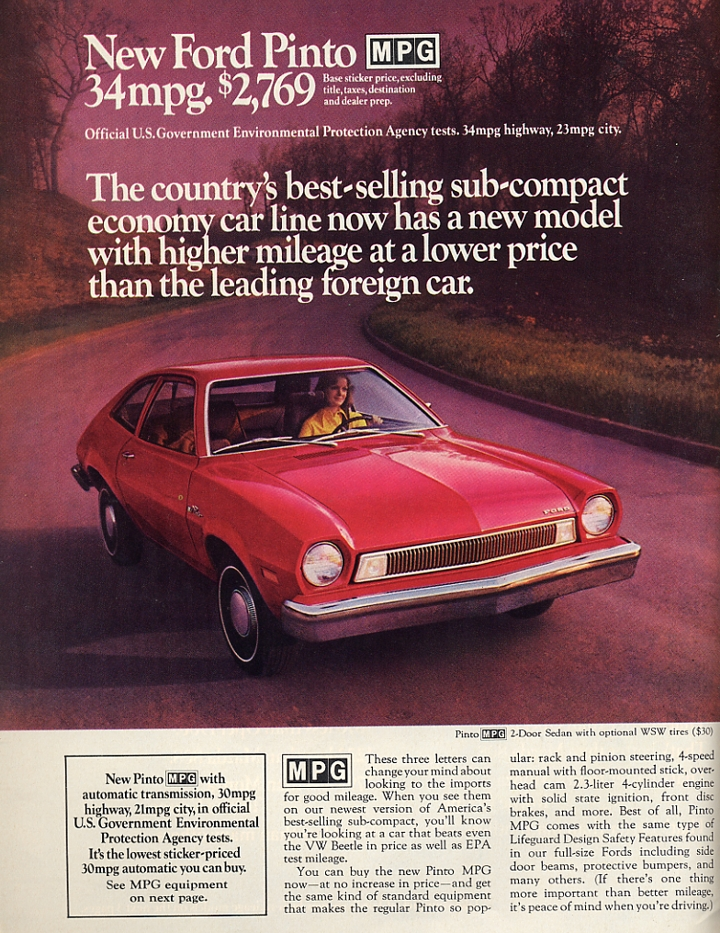 New Ford Pinto MPG
34mpg. $2,769
Base sticker price, excluding
title, taxes, destination
and dealer prep.
Official U.S. Government Environmental Protection Agency tests. 34mpg highway, 23mpg city.
The country's best-selling sub-compact
economy car line now has a new model
with higher mileage at a lower price
than the leading foreign car.
FORD
Pinto MPG 2-Door Sedan with optional WSW tires ($30)
New Pinto MPG with
automatic transmission, 30mpg
highway, 21mpg city, in official
U.S. Government Environmental
Protection Agency tests.
It's the lowest sticker-priced
30mpg automatic you can buy.
See MPG equipment
on next page.
MPG
These three letters can
change your mind about
looking to the imports
for good mileage. When you see them
on our newest version of America's
best-selling sub-compact, you'll know
you're looking at a car that beats even
the VW Beetle in price as well as EPA
test mileage.
You can buy the new Pinto MPG
now—at no increase in price—and get
the same kind of standard equipment
that makes the regular Pinto so pop-
ular: rack and pinion steering, 4-speed
manual with floor-mounted stick, over-
head cam 2.3-liter 4-cylinder engine
with solid state ignition, front disc
brakes, and more. Best of all, Pinto
MPG comes with the same type of
Lifeguard Design Safety Features found
in our full-size Fords including side
door beams, protective bumpers, and
many others. (If there's one thing
more important than better mileage,
it's peace of mind when you're driving.)